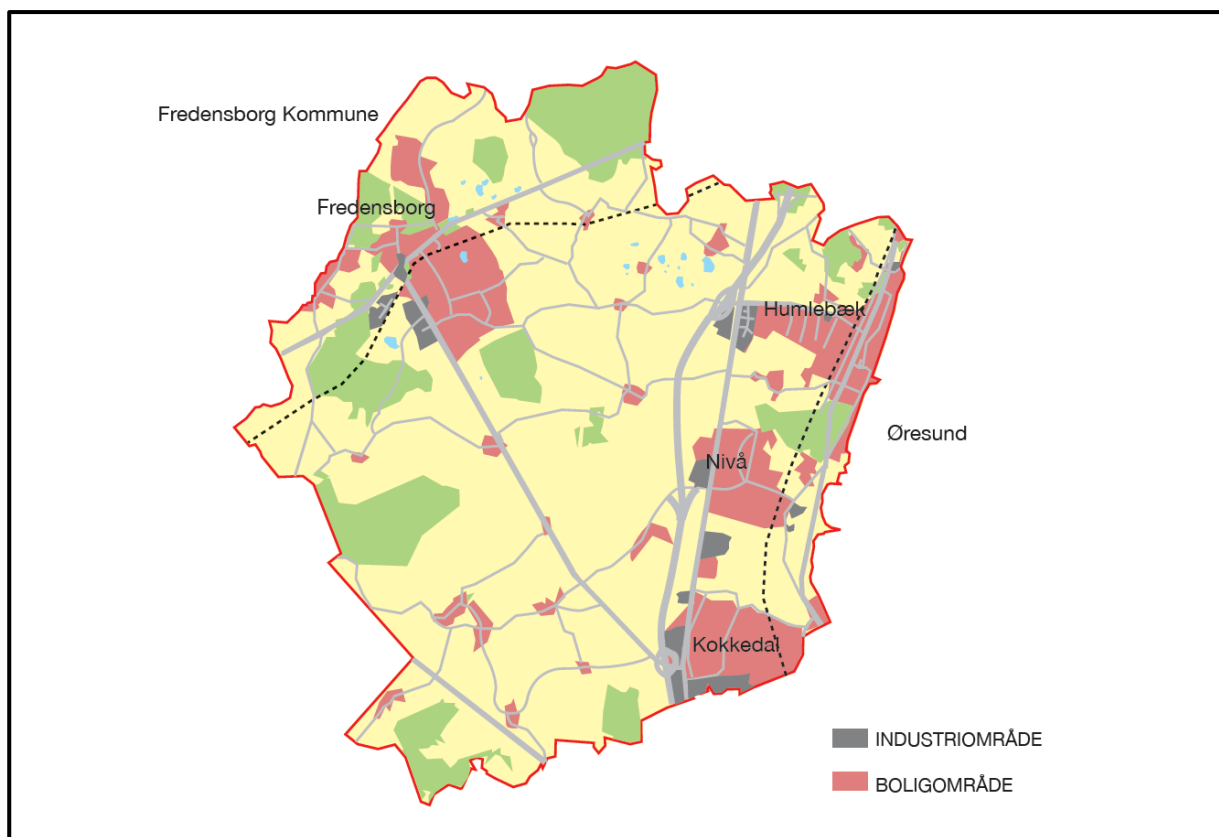 Fredensborg Kommune
Fredensborg
Humlebæk
Øresund
Nivå
Kokkedal
INDUSTRIOMRÅDE
BOLIGOMRÅDE